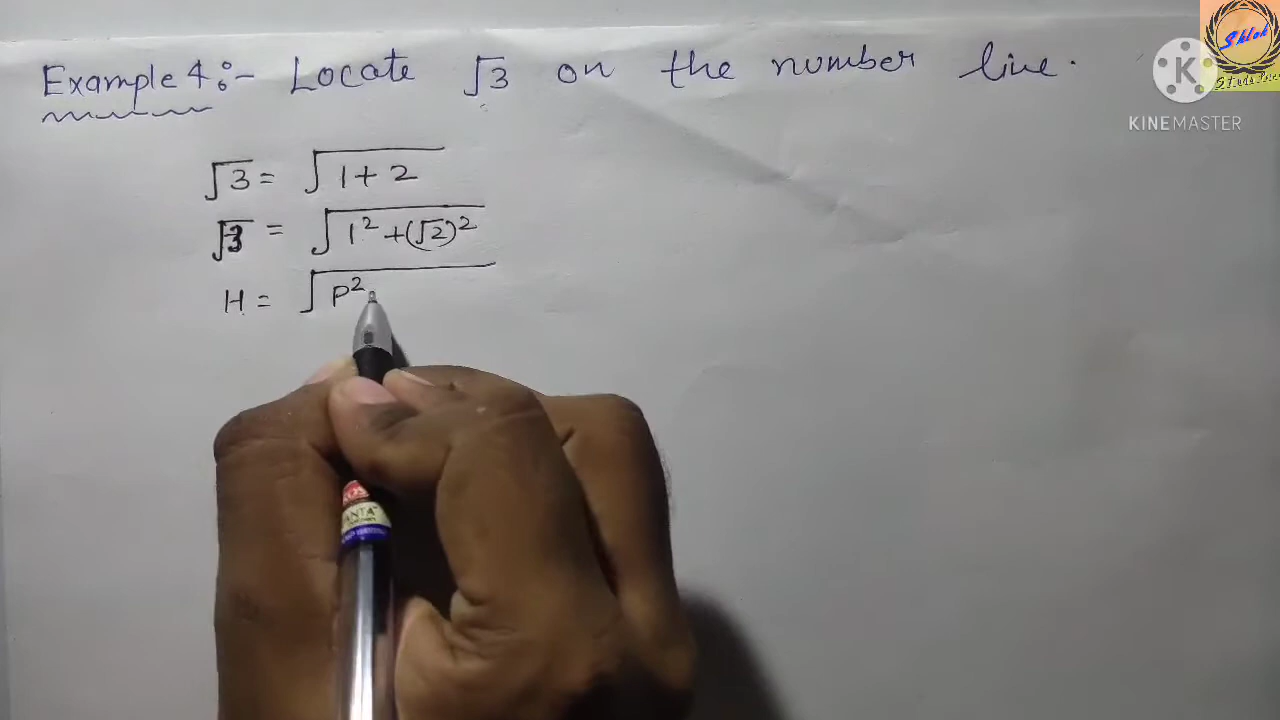 Example 4:- Locate √3 on the number line.
√3 = √1+2
√3 = √1²+(√2)²
H = √P²
K
KINEMASTER